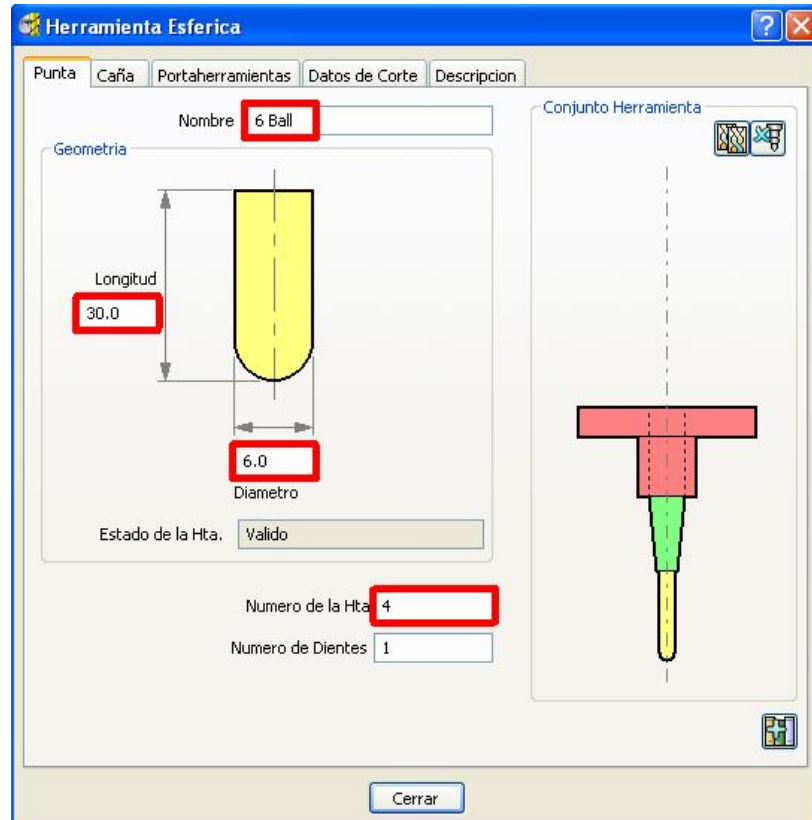 Herramienta Esferica
Punta Caña Portaherramientas Datos de Corte Descripcion
Nombre 6 Ball
Conjunto Herramienta
Geometria
Longitud
30.0
6.0
Diametro
Estado de la Hta. Valido
Numero de la Hta 4
Numero de Dientes 1
Cerrar